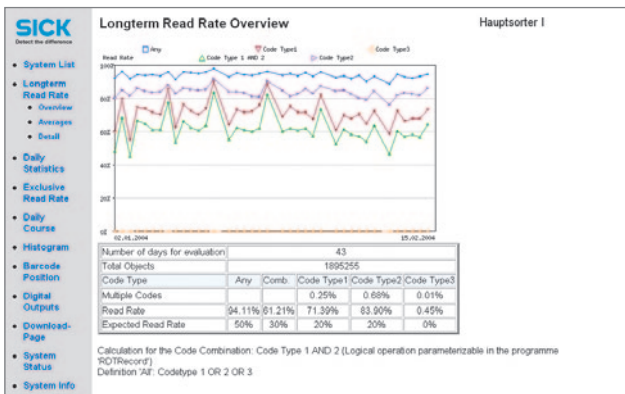 SICK
Detect the difference
System List
Longterm
Read Rate
Overview
Averages
Detail
Daily
Statistics
Exclusive
Read Rate
Daily
Course
Histogram
Barcode
Position
Digital
Outputs
Download-
Page
System
Status
System Info
Longterm Read Rate Overview
Hauptsorter I
Any
Code Type1
Code Type3
Read Rate
Code Type 1 AND 2
Code Type2
100%
80%
60%
40%
20%
0%
02.01.2004
15.02.2004
Number of days for evaluation 43
Total Objects 1895255
Code Type Any Comb. Code Type1 Code Type2 Code Type3
Multiple Codes 0.25% 0.68% 0.01%
Read Rate 94.11% 61.21% 71.39% 83.90% 0.45%
Expected Read Rate 50% 30% 20% 20% 0%
Calculation for the Code Combination: Code Type 1 AND 2 (Logical operation parameterizable in the programme
'RDTRecord')
Definition 'All': Codetype 1 OR 2 OR 3